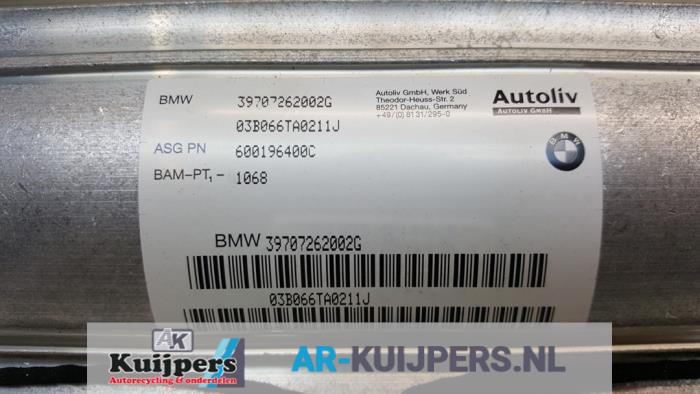 BMW 39707262002G
03B066TA0211J
ASG PN 600196400C
BAM-PT1- 1068
Autoliv GmbH, Werk Süd
Theodor-Heuss-Str. 2
85221 Dachau, Germany
+49/(0) 8131/295-0
Autoliv
AUTOLIV GmbH
BMW
BMW 39707262002G
03B066TA0211J
AK
Kuijpers
Autorecycling & onderdelen
AR-KUIJPERS.NL